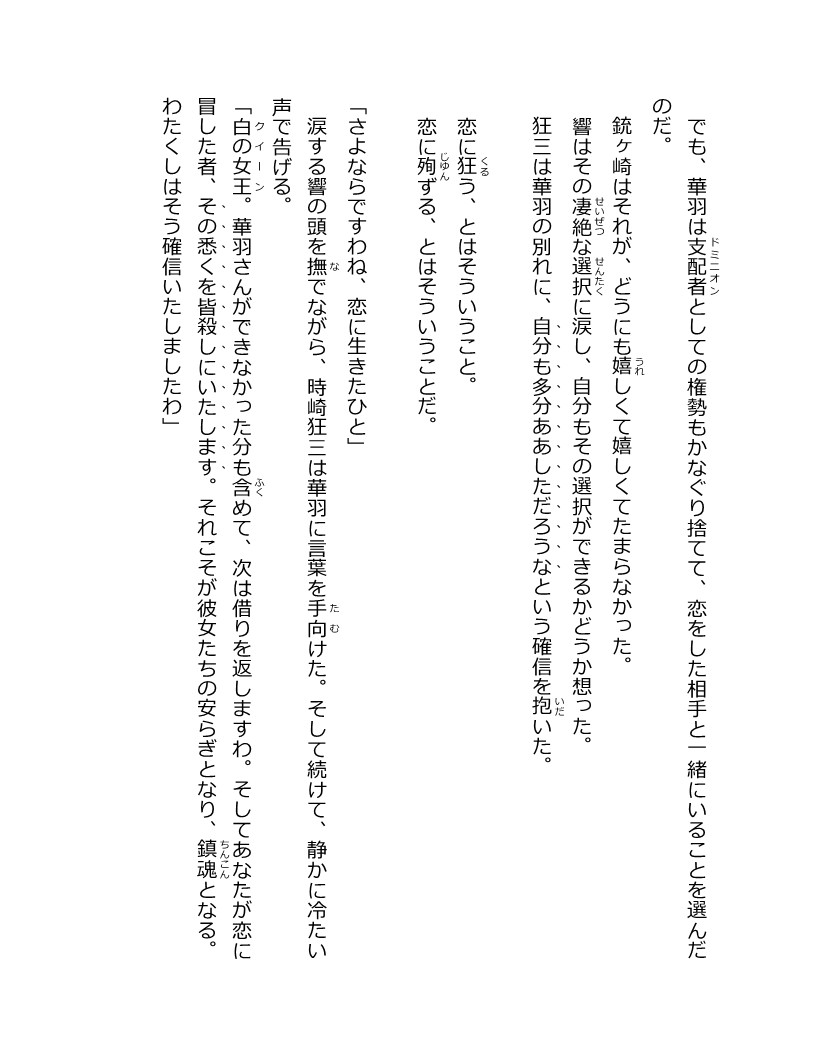 でも、華羽は支配者としての権勢もかなぐり捨てて、恋をした相手と一緒にいることを選んだ
のだ。
銃ヶ崎はそれが、どうにも嬉しくて嬉しくてたまらなかった。
響はその凄絶な選択に涙し、自分もその選択ができるかどうか想った。
狂三は華羽の別れに、自分も多分ああしただろうなという確信を抱いた。
恋に狂う、とはそういうこと。
恋に殉ずる、とはそういうことだ。
「さよならですわね、恋に生きたひと」
涙する響の頭を撫でながら、時崎狂三は華羽に言葉を手向けた。そして続けて、静かに冷たい
声で告げる。
「白の女王。華羽さんができなかった分も含めて、次は借りを返しますわ。そしてあなたが恋に
冒した者、その悉くを皆殺しにいたします。それこそが彼女たちの安らぎとなり、鎮魂となる。
わたくしはそう確信いたしましたわ」